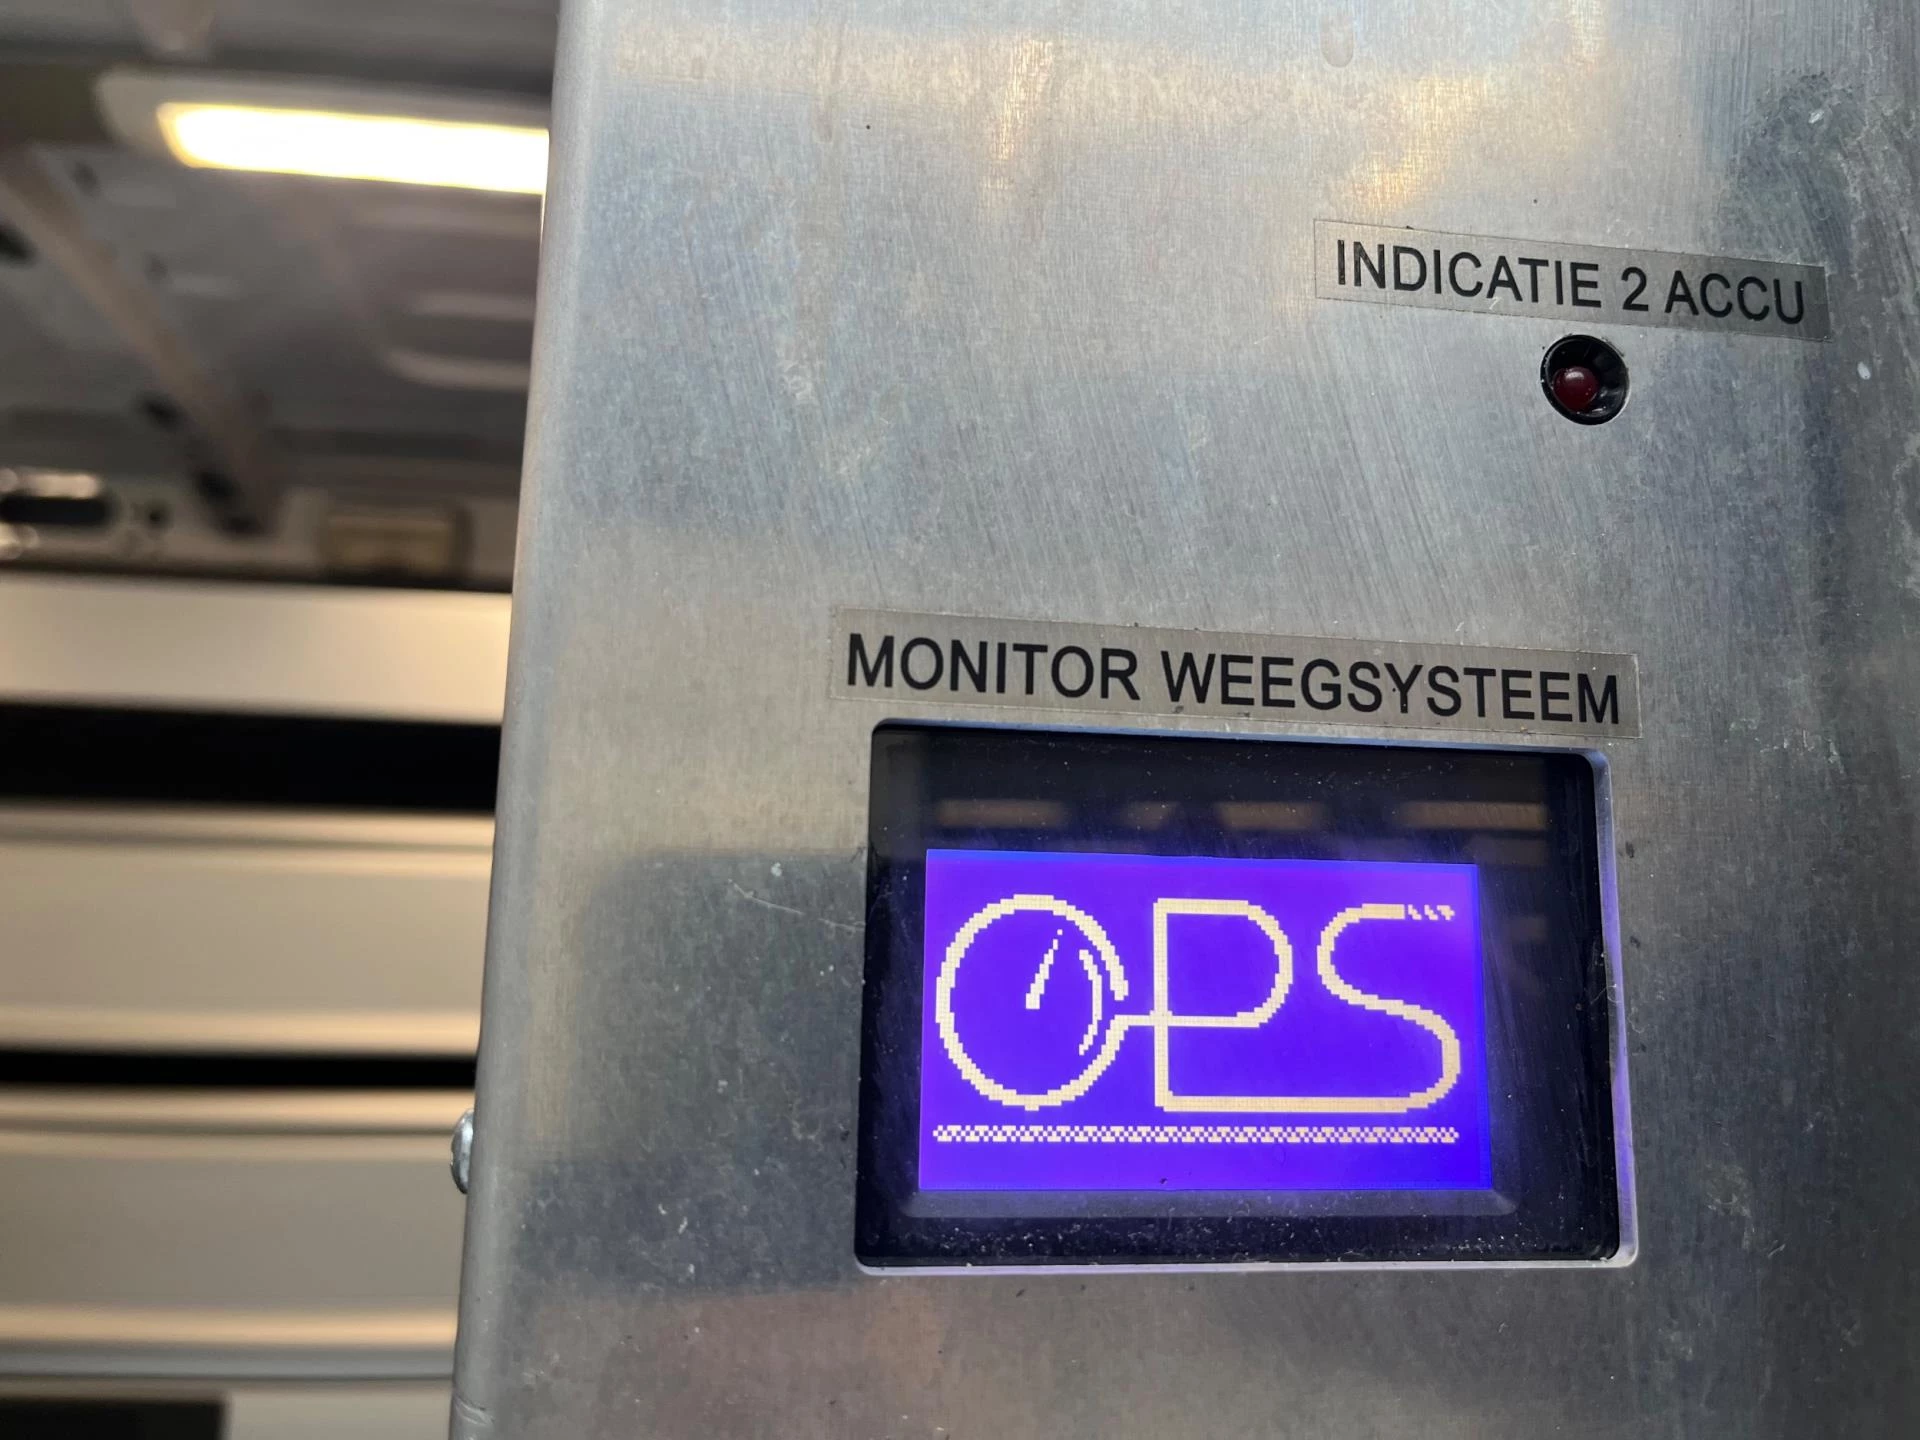 INDICATIE 2 ACCU
MONITOR WEEGSYSTEEM
OPS